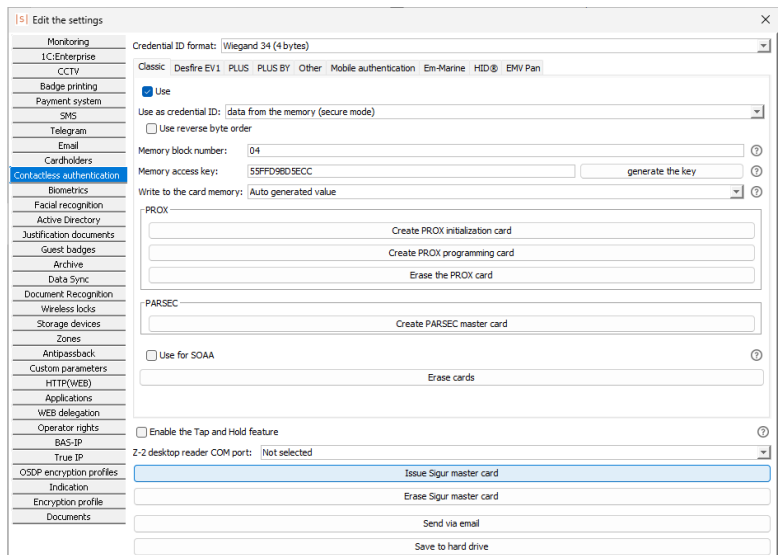 Edit the settings
Monitoring
1C:Enterprise
CCTV
Badge printing
Payment system
SMS
Telegram
Email
Cardholders
Contactless authentication
Biometrics
Facial recognition
Active Directory
Justification documents
Guest badges
Archive
Data Sync
Document Recognition
Wireless locks
Storage devices
Zones
Antipassback
Custom parameters
HTTP(WEB)
Applications
WEB delegation
Operator rights
BAS-IP
True IP
OSDP encryption profiles
Indication
Encryption profile
Documents
Credential ID format: Wiegand 34 (4 bytes)
Classic Desfire EV1 PLUS PLUS BY Other Mobile authentication Em-Marine HID® EMV Pan
Use
Use as credential ID: data from the memory (secure mode)
Use reverse byte order
Memory block number: 04
Memory access key: 55FFD9BD5ECC generate the key
Write to the card memory: Auto generated value
PROX
Create PROX initialization card
Create PROX programming card
Erase the PROX card
PARSEC
Create PARSEC master card
Use for SOAA
Erase cards
Enable the Tap and Hold feature
Z-2 desktop reader COM port: Not selected
Issue Sigur master card
Erase Sigur master card
Send via email
Save to hard drive